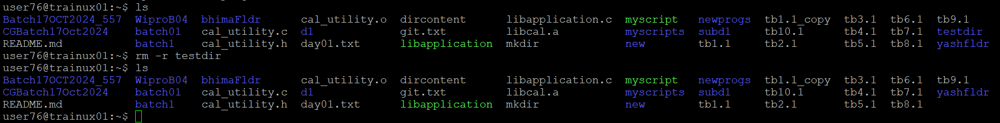 user76@trainux01:~$ ls
Batch17OCT2024_557  WiproB04  bhimaFldr      cal_utility.o  dircontent      libapplication.c  myscript   newprogs  tb1.1_copy  tb3.1  tb6.1  tb9.1
CGBatch17Oct2024    batch01   cal_utility.c  d1             git.txt         libcal.a          myscripts  subd1     tb10.1      tb4.1  tb7.1  testdir
README.md           batch1    cal_utility.h  day01.txt      libapplication  mkdir             new        tb1.1     tb2.1       tb5.1  tb8.1  yashfldr
user76@trainux01:~$ rm -r testdir
user76@trainux01:~$ ls
Batch17OCT2024_557  WiproB04  bhimaFldr      cal_utility.o  dircontent      libapplication.c  myscript   newprogs  tb1.1_copy  tb3.1  tb6.1  tb9.1
CGBatch17Oct2024    batch01   cal_utility.c  d1             git.txt         libcal.a          myscripts  subd1     tb10.1      tb4.1  tb7.1  yashfldr
README.md           batch1    cal_utility.h  day01.txt      libapplication  mkdir             new        tb1.1     tb2.1       tb5.1  tb8.1
user76@trainux01:~$